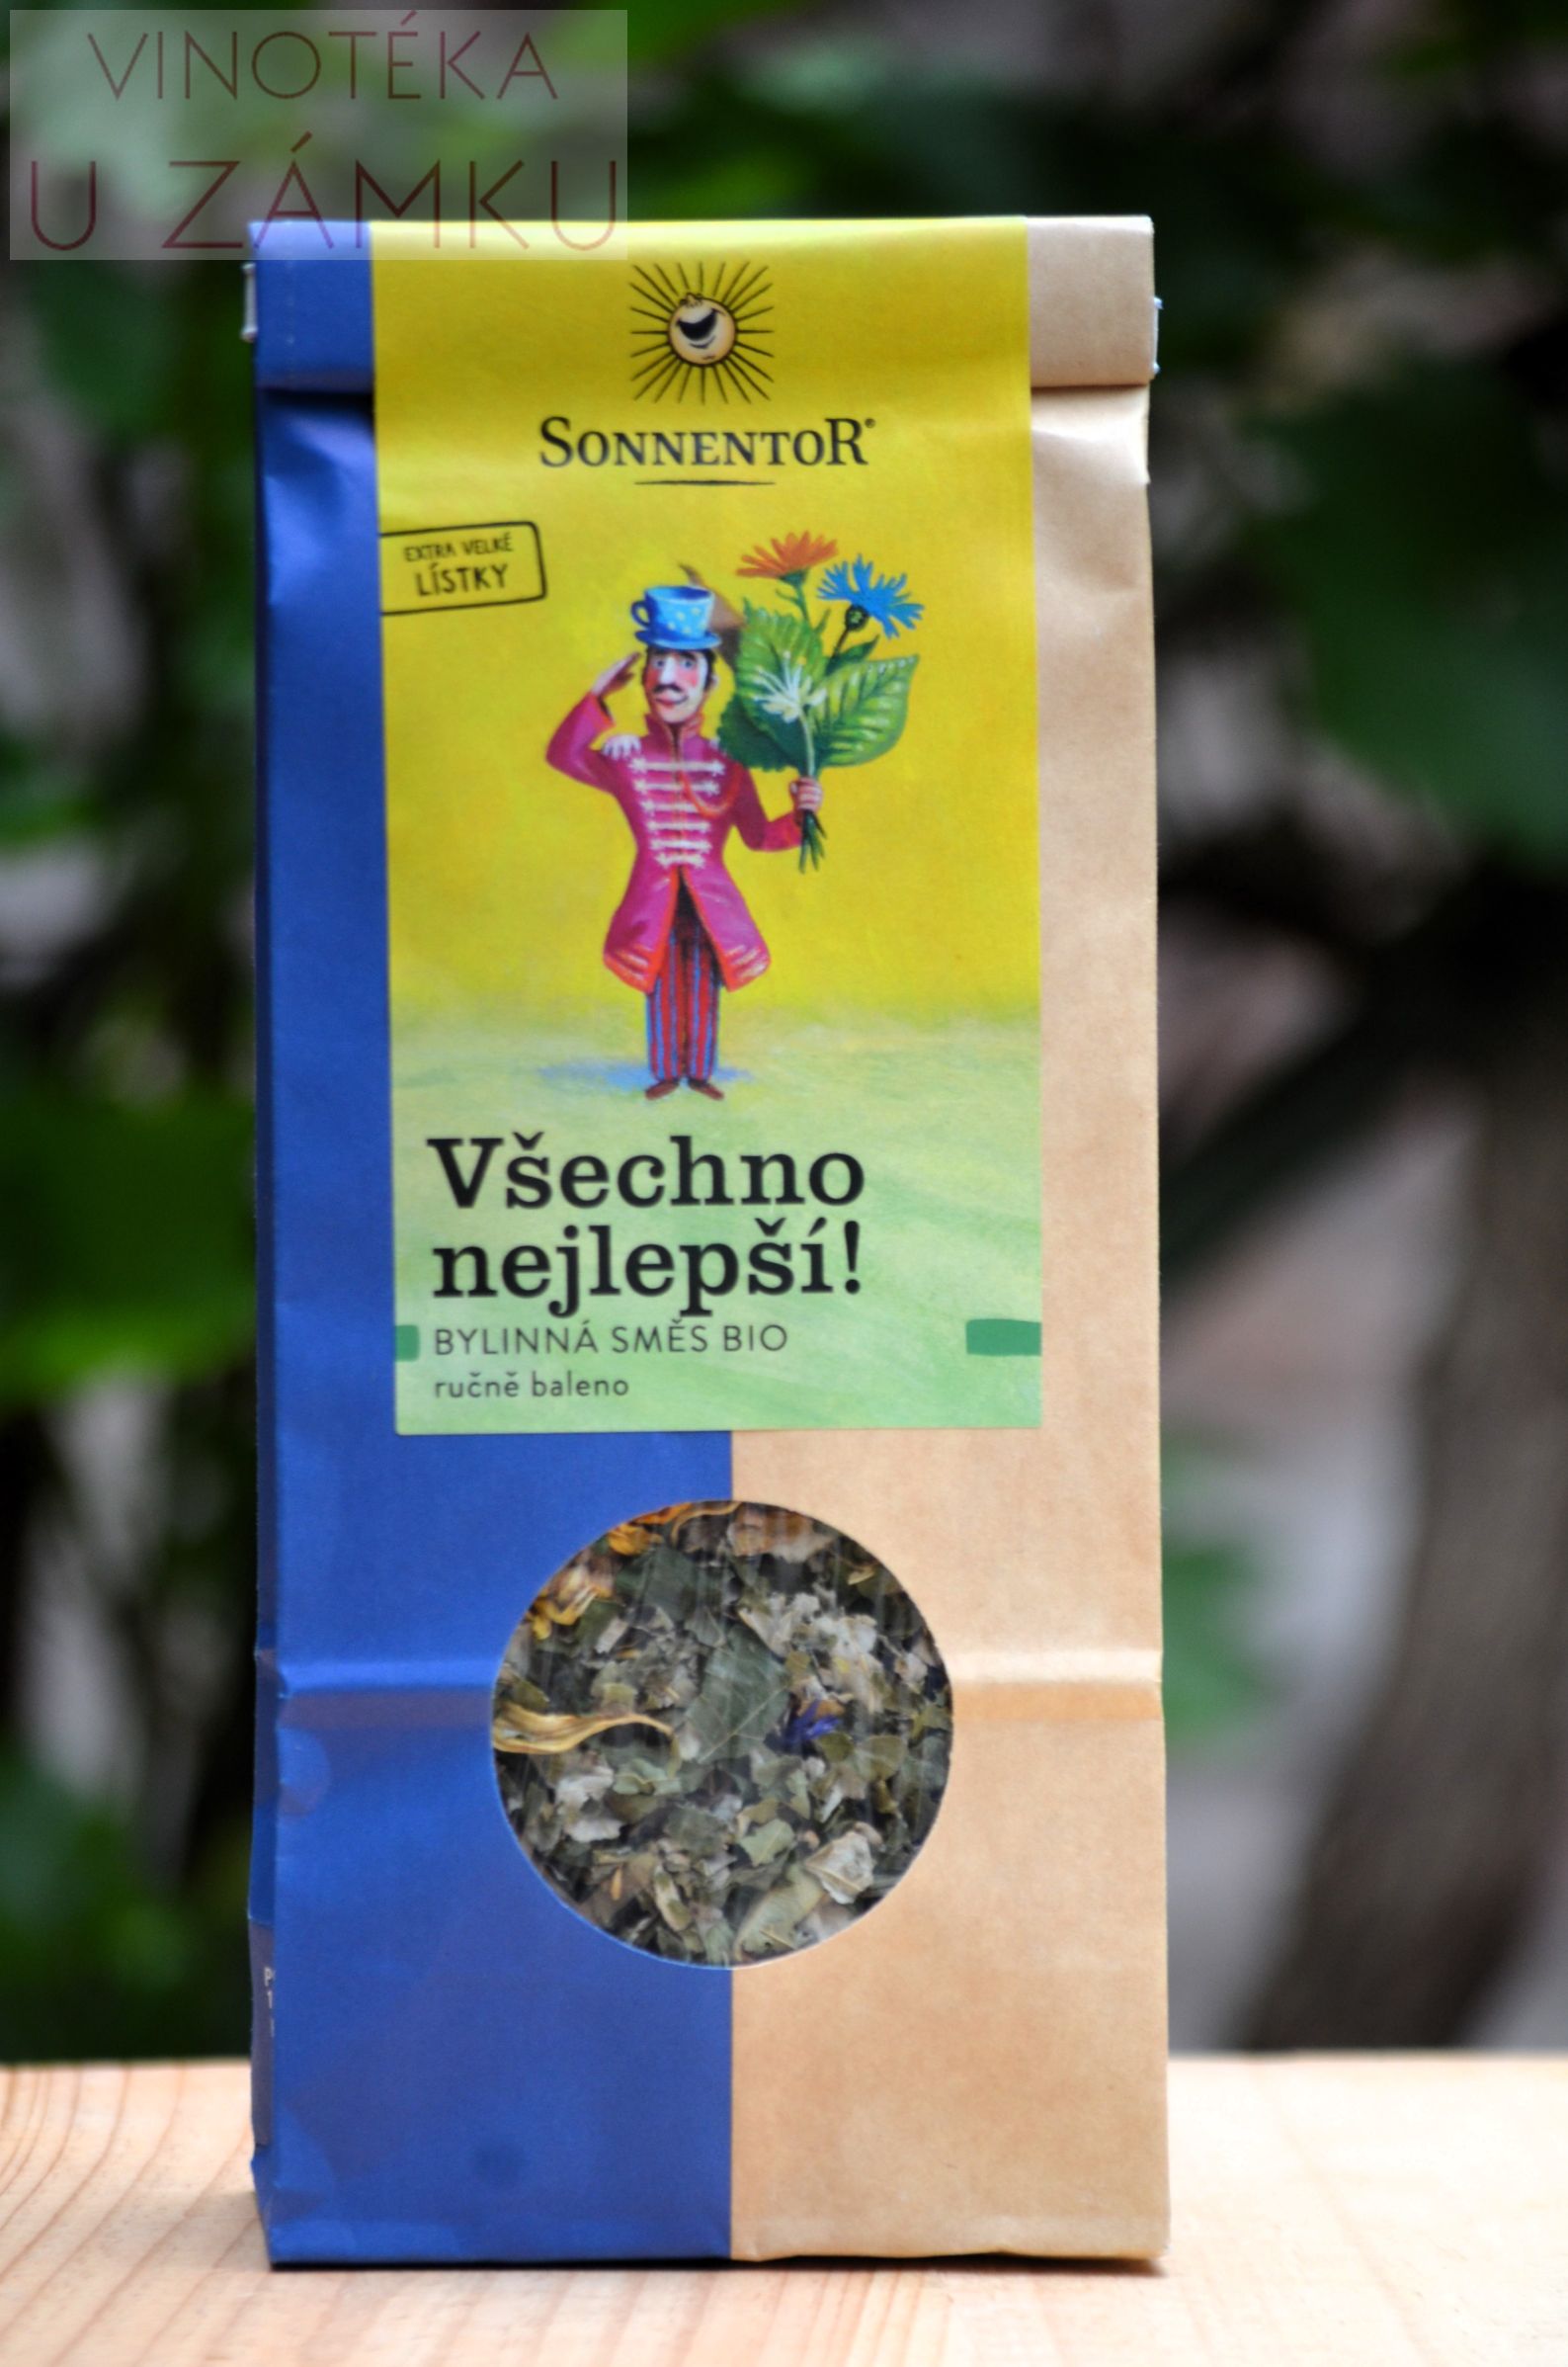 VINOTÉKA
U ZÁMKU
SONNENTOR®
EXTRA VELKÉ
LÍSTKY
Všechno
nejlepší!
BYLINNÁ SMĚS BIO
ručně baleno